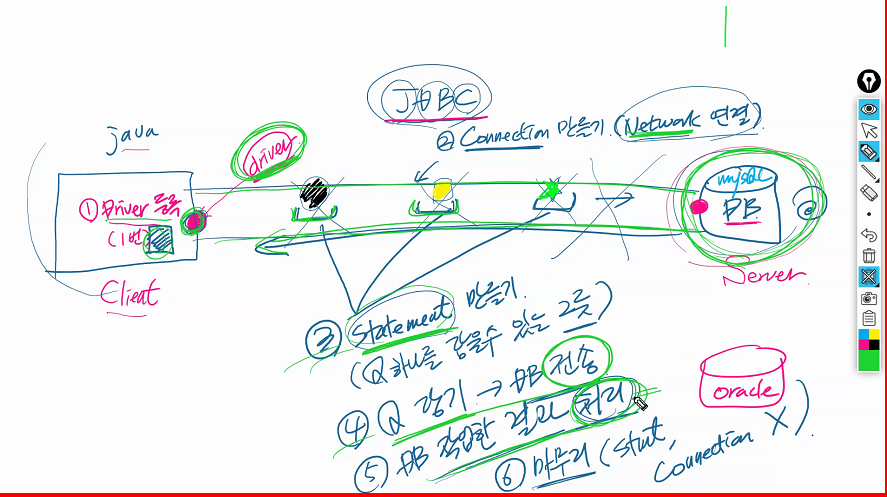 JDBC
② Connection 만들기 (Network 연결).
java
driver
① Driver 등록
(1번)
mysql
DB
Client
Server
③ Statement 만들기.
(Q 하나를 담을수 있는 그릇)
④ Q 담기 → DB 전송
⑤ DB 작업한 결과 처리
⑥ 마무리 (Stmt, Connection X).
oracle